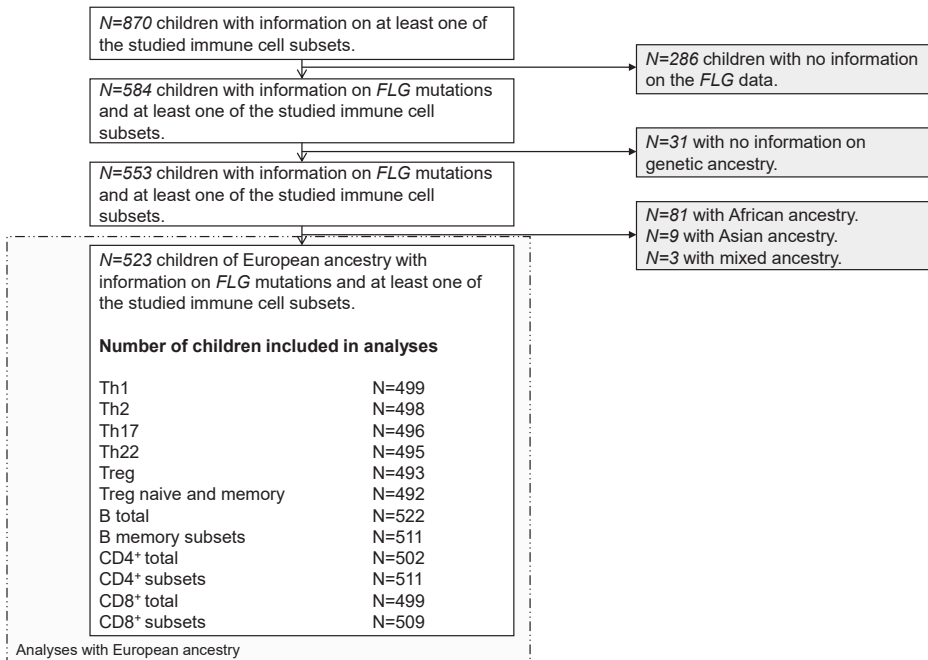 N=870 children with information on at least one of
the studied immune cell subsets.
N=286 children with no information
on the FLG data.
N=584 children with information on FLG mutations
and at least one of the studied immune cell
subsets.
N=31 with no information on
genetic ancestry.
N=553 children with information on FLG mutations
and at least one of the studied immune cell
subsets.
N=81 with African ancestry.
N=9 with Asian ancestry.
N=3 with mixed ancestry.
N=523 children of European ancestry with
information on FLG mutations and at least one of
the studied immune cell subsets.
Number of children included in analyses
Th1 N=499
Th2 N=498
Th17 N=496
Th22 N=495
Treg N=493
Treg naive and memory N=492
B total N=522
B memory subsets N=511
CD4⁺ total N=502
CD4⁺ subsets N=511
CD8⁺ total N=499
CD8⁺ subsets N=509
Analyses with European ancestry